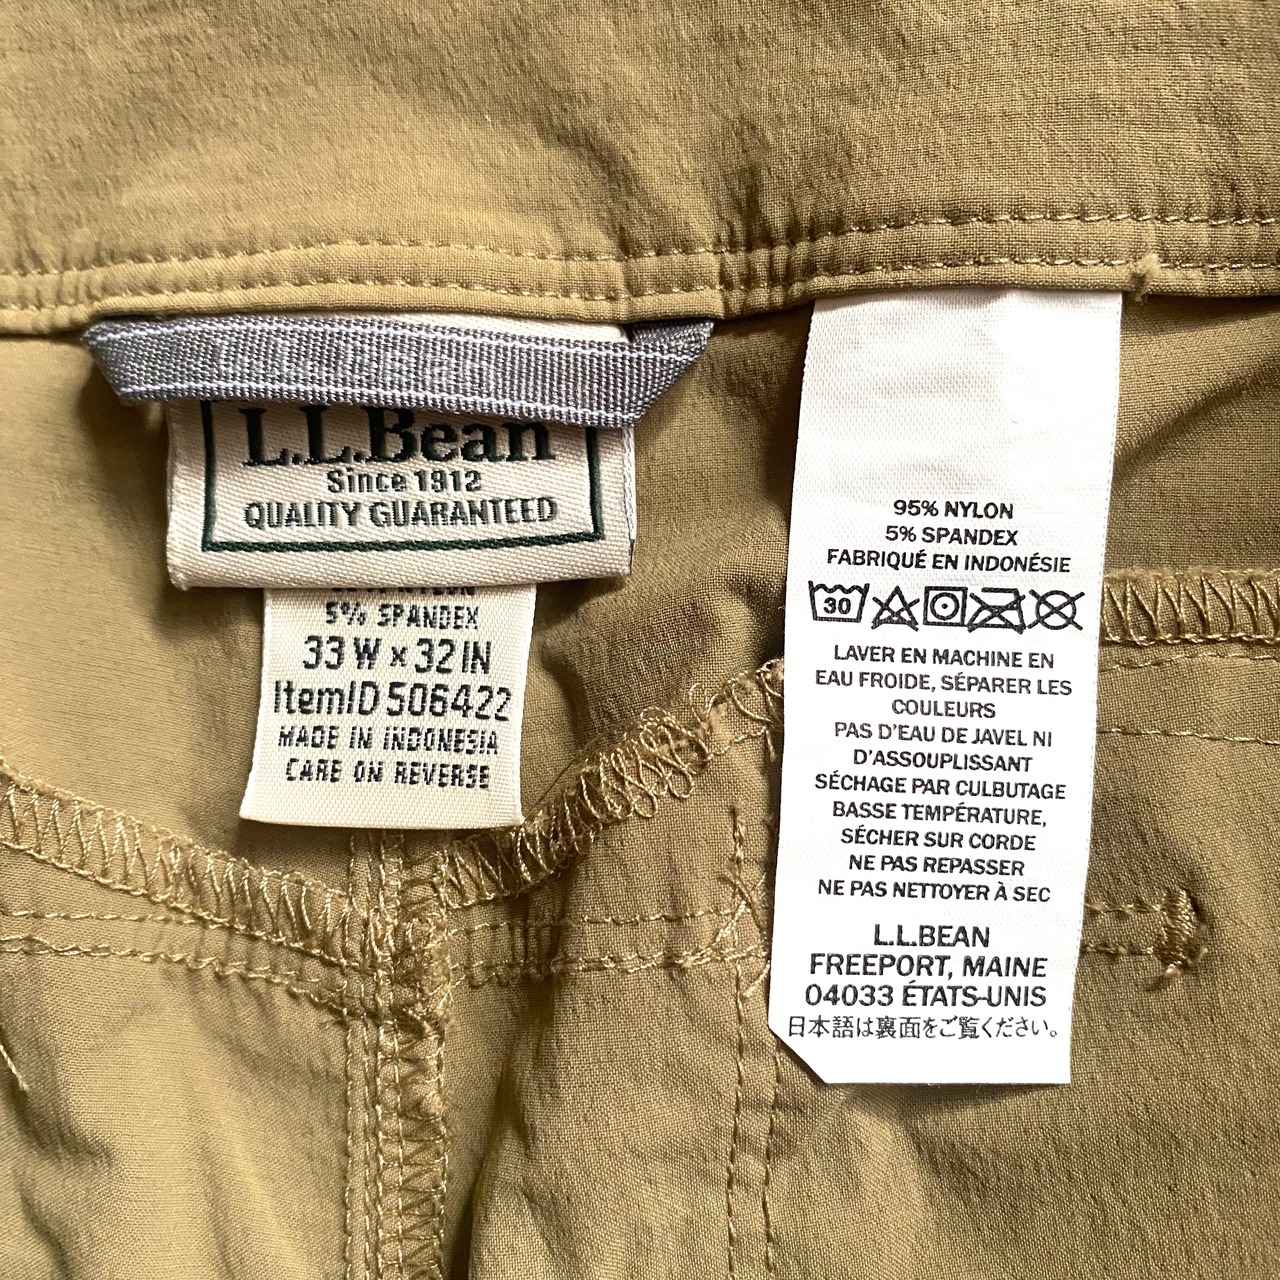 L.L.Bean
L.L.Bean
Since 1912
QUALITY GUARANTEED
5% SPANDEX
33 W x 32 IN
ItemID 506422
MADE IN INDONESIA
CARE ON REVERSE
95% NYLON
5% SPANDEX
FABRIQUÉ EN INDONÉSIE
30
LAVER EN MACHINE EN
EAU FROIDE, SÉPARER LES
COULEURS
PAS D'EAU DE JAVEL NI
D'ASSOUPLISSANT
SÉCHAGE PAR CULBUTAGE
BASSE TEMPÉRATURE,
SÉCHER SUR CORDE
NE PAS REPASSER
NE PAS NETTOYER À SEC
L.L.BEAN
FREEPORT, MAINE
04033 ÉTATS-UNIS
日本語は裏面をご覧ください。